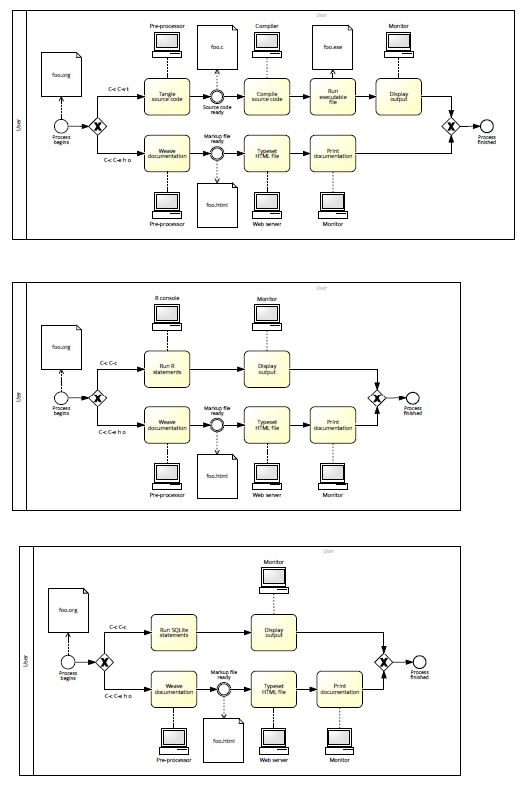 User
Pre-processor
Compiler
Monitor
foo.org
foo.c
foo.exe
C-c C-v t
Tangle
source code
Source code
ready
Compile
source code
Run
executable
file
Display
output
User
Process
begins
Process
finished
C-c C-e h o
Weave
documentation
Markup file
ready
Typeset
HTML file
Print
documentation
foo.html
Pre-processor
Web server
Monitor
User
R console
Monitor
foo.org
C-c C-c
Run R
statements
Display
output
User
Process
begins
Process
finished
C-c C-e h o
Weave
documentation
Markup file
ready
Typeset
HTML file
Print
documentation
foo.html
Pre-processor
Web server
Monitor
User
Monitor
foo.org
C-c C-c
Run SQLite
statements
Display
output
User
Process
begins
Process
finished
C-c C-e h o
Weave
documentation
Markup file
ready
Typeset
HTML file
Print
documentation
foo.html
Pre-processor
Web server
Monitor